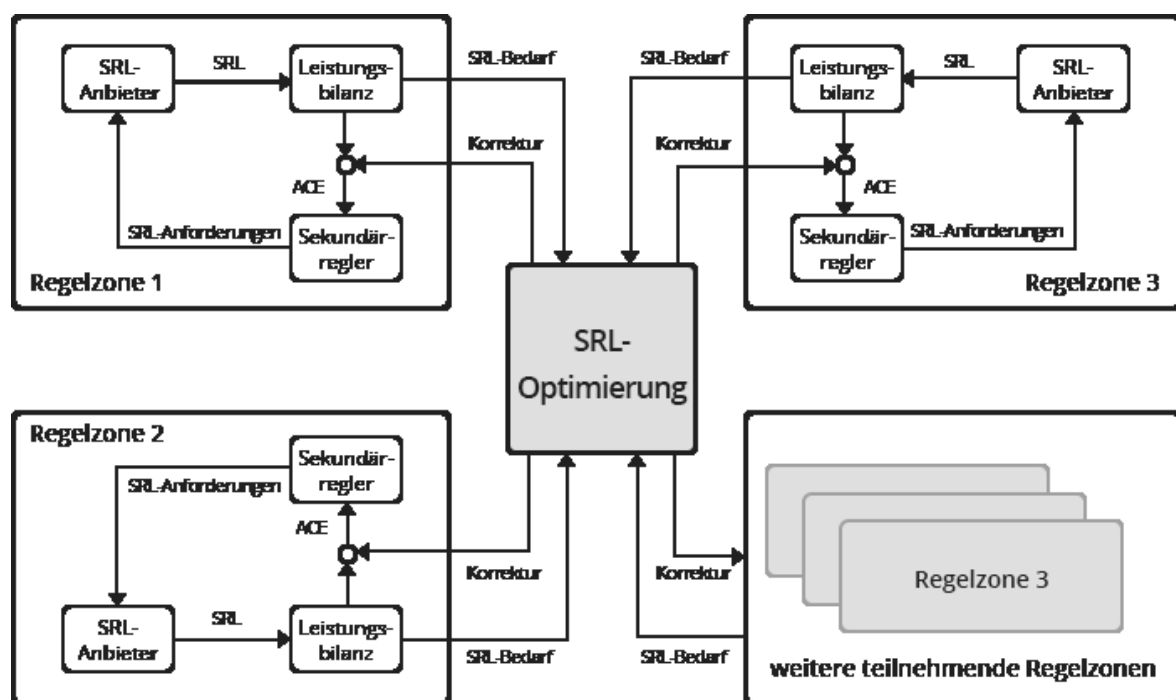 SRL-
Anbieter
SRL
Leistungs-
bilanz
ACE
SRL-Anforderungen
Sekundär-
regler
Regelzone 1
SRL-Bedarf
Korrektur
SRL-Bedarf
Korrektur
Leistungs-
bilanz
SRL
SRL-
Anbieter
ACE
Sekundär-
regler
SRL-Anforderungen
Regelzone 3
SRL-
Optimierung
Regelzone 2
Sekundär-
regler
SRL-Anforderungen
ACE
SRL-
Anbieter
SRL
Leistungs-
bilanz
Korrektur
SRL-Bedarf
Korrektur
SRL-Bedarf
Regelzone 3
weitere teilnehmende Regelzonen